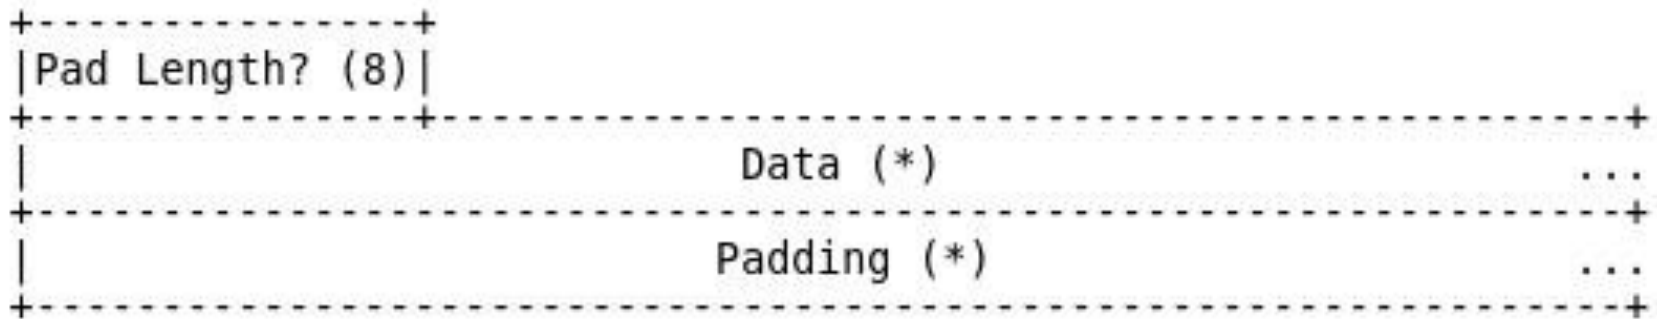 +---------------+
|Pad Length? (8)|
+---------------+-----------------------------------------------+
|                            Data (*)                         ...
+---------------------------------------------------------------+
|                           Padding (*)                       ...
+---------------------------------------------------------------+